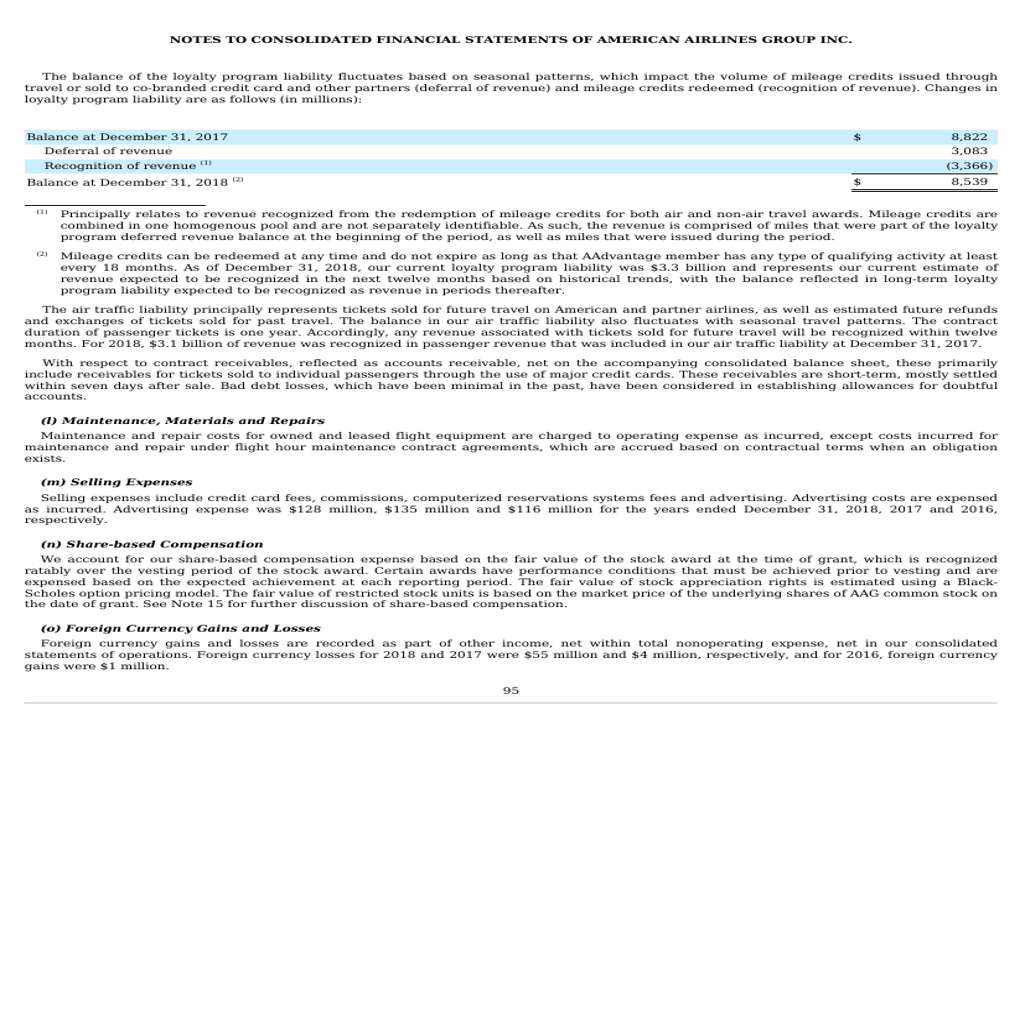 NOTES TO CONSOLIDATED FINANCIAL STATEMENTS OF AMERICAN AIRLINES GROUP INC.
The balance of the loyalty program liability fluctuates based on seasonal patterns, which impact the volume of mileage credits issued through
travel or sold to co-branded credit card and other partners (deferral of revenue) and mileage credits redeemed (recognition of revenue). Changes in
loyalty program liability are as follows (in millions):
Balance at December 31, 2017 $ 8,822
Deferral of revenue 3,083
Recognition of revenue (1) (3,366)
Balance at December 31, 2018 (2) $ 8,539
(1) Principally relates to revenue recognized from the redemption of mileage credits for both air and non-air travel awards. Mileage credits are
combined in one homogenous pool and are not separately identifiable. As such, the revenue is comprised of miles that were part of the loyalty
program deferred revenue balance at the beginning of the period, as well as miles that were issued during the period.
(2) Mileage credits can be redeemed at any time and do not expire as long as that AAdvantage member has any type of qualifying activity at least
every 18 months. As of December 31, 2018, our current loyalty program liability was $3.3 billion and represents our current estimate of
revenue expected to be recognized in the next twelve months based on historical trends, with the balance reflected in long-term loyalty
program liability expected to be recognized as revenue in periods thereafter.
The air traffic liability principally represents tickets sold for future travel on American and partner airlines, as well as estimated future refunds
and exchanges of tickets sold for past travel. The balance in our air traffic liability also fluctuates with seasonal travel patterns. The contract
duration of passenger tickets is one year. Accordingly, any revenue associated with tickets sold for future travel will be recognized within twelve
months. For 2018, $3.1 billion of revenue was recognized in passenger revenue that was included in our air traffic liability at December 31, 2017.
With respect to contract receivables, reflected as accounts receivable, net on the accompanying consolidated balance sheet, these primarily
include receivables for tickets sold to individual passengers through the use of major credit cards. These receivables are short-term, mostly settled
within seven days after sale. Bad debt losses, which have been minimal in the past, have been considered in establishing allowances for doubtful
accounts.
(l) Maintenance, Materials and Repairs
Maintenance and repair costs for owned and leased flight equipment are charged to operating expense as incurred, except costs incurred for
maintenance and repair under flight hour maintenance contract agreements, which are accrued based on contractual terms when an obligation
exists.
(m) Selling Expenses
Selling expenses include credit card fees, commissions, computerized reservations systems fees and advertising. Advertising costs are expensed
as incurred. Advertising expense was $128 million, $135 million and $116 million for the years ended December 31, 2018, 2017 and 2016,
respectively.
(n) Share-based Compensation
We account for our share-based compensation expense based on the fair value of the stock award at the time of grant, which is recognized
ratably over the vesting period of the stock award. Certain awards have performance conditions that must be achieved prior to vesting and are
expensed based on the expected achievement at each reporting period. The fair value of stock appreciation rights is estimated using a Black-
Scholes option pricing model. The fair value of restricted stock units is based on the market price of the underlying shares of AAG common stock on
the date of grant. See Note 15 for further discussion of share-based compensation.
(o) Foreign Currency Gains and Losses
Foreign currency gains and losses are recorded as part of other income, net within total nonoperating expense, net in our consolidated
statements of operations. Foreign currency losses for 2018 and 2017 were $55 million and $4 million, respectively, and for 2016, foreign currency
gains were $1 million.
95